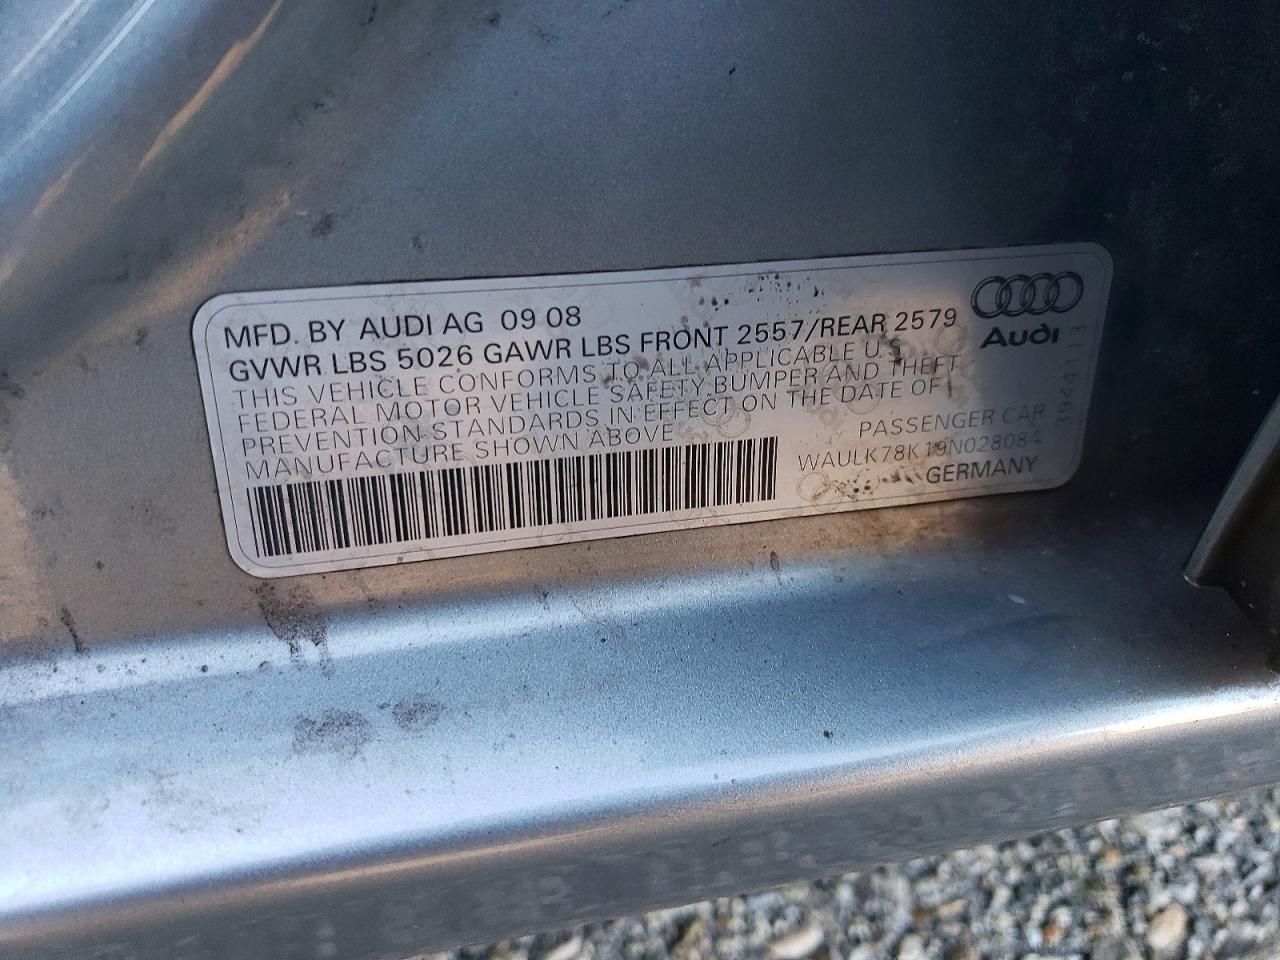 MFD. BY AUDI AG 09 08
GVWR LBS 5026 GAWR LBS FRONT 2557/REAR 2579
THIS VEHICLE CONFORMS TO ALL APPLICABLE U.S.
FEDERAL MOTOR VEHICLE SAFETY, BUMPER AND THEFT
PREVENTION STANDARDS IN EFFECT ON THE DATE OF
MANUFACTURE SHOWN ABOVE
Audi
PASSENGER CAR
WAULK78K19N028084
GERMANY